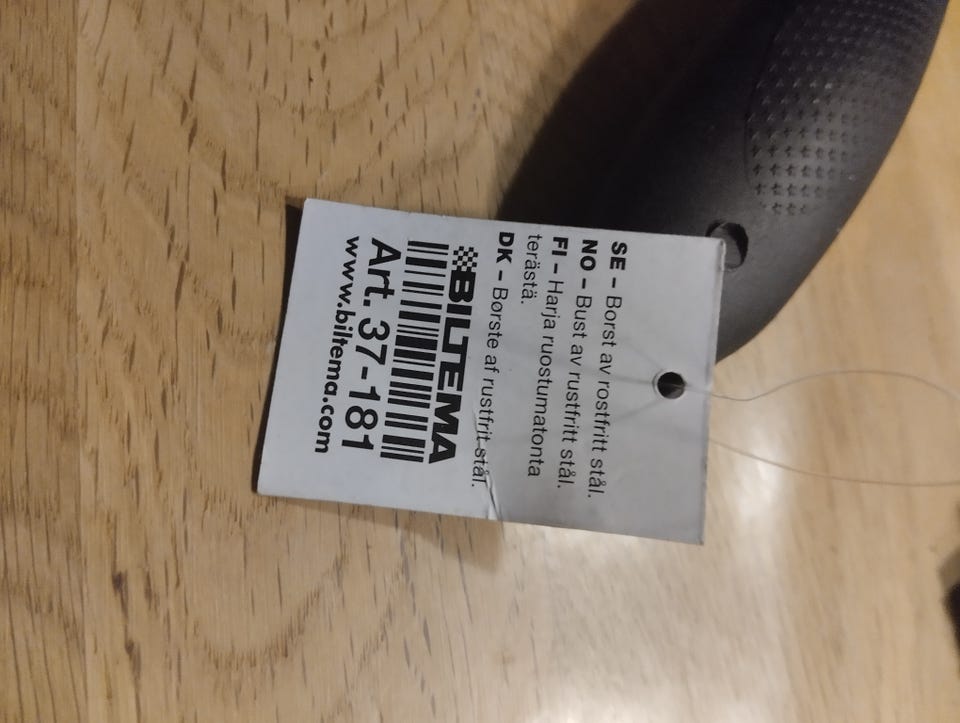 SE – Borst av rostfritt stål.
NO – Bust av rustfritt stål.
FI – Harja ruostumatonta
terästä.
DK – Børste af rustfrit stål.
BILTEMA
Art. 37-181
www.biltema.com